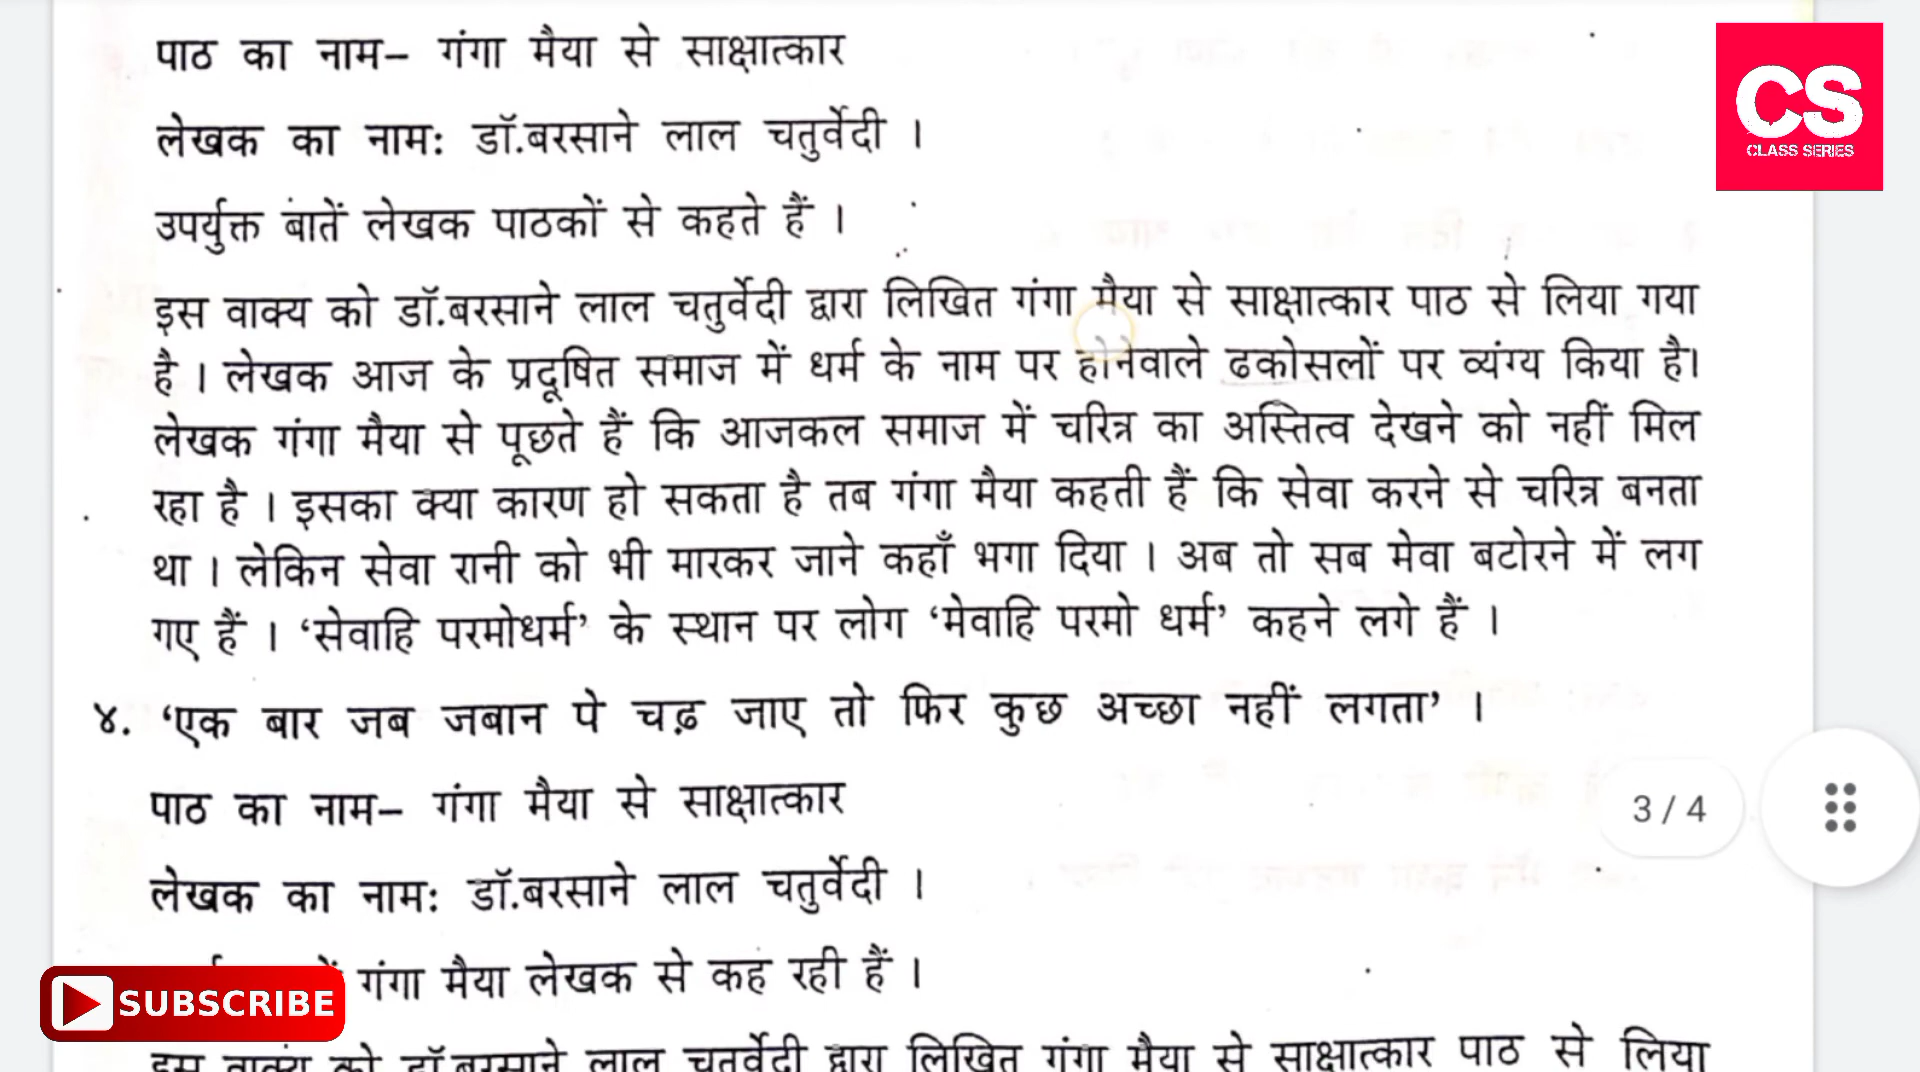 पाठ का नाम– गंगा मैया से साक्षात्कार
CS
CLASS SERIES
लेखक का नामः डॉ.बरसाने लाल चतुर्वेदी ।
उपर्युक्त बातें लेखक पाठकों से कहते हैं ।
इस वाक्य को डॉ.बरसाने लाल चतुर्वेदी द्वारा लिखित गंगा मैया से साक्षात्कार पाठ से लिया गया
है । लेखक आज के प्रदूषित समाज में धर्म के नाम पर होनेवाले ढकोसलों पर व्यंग्य किया है।
लेखक गंगा मैया से पूछते हैं कि आजकल समाज में चरित्र का अस्तित्व देखने को नहीं मिल
रहा है । इसका क्या कारण हो सकता है तब गंगा मैया कहती हैं कि सेवा करने से चरित्र बनता
था । लेकिन सेवा रानी को भी मारकर जाने कहाँ भगा दिया । अब तो सब मेवा बटोरने में लग
गए हैं । ‘सेवाहि परमोधर्म’ के स्थान पर लोग ‘मेवाहि परमो धर्म’ कहने लगे हैं ।
४. ‘एक बार जब जबान पे चढ़ जाए तो फिर कुछ अच्छा नहीं लगता’ ।
पाठ का नाम– गंगा मैया से साक्षात्कार
3 / 4
लेखक का नामः डॉ.बरसाने लाल चतुर्वेदी ।
गंगा मैया लेखक से कह रही हैं ।
SUBSCRIBE
इस वाक्य को डॉ.बरसाने लाल चतुर्वेदी द्वारा लिखित गंगा मैया से साक्षात्कार पाठ से लिया